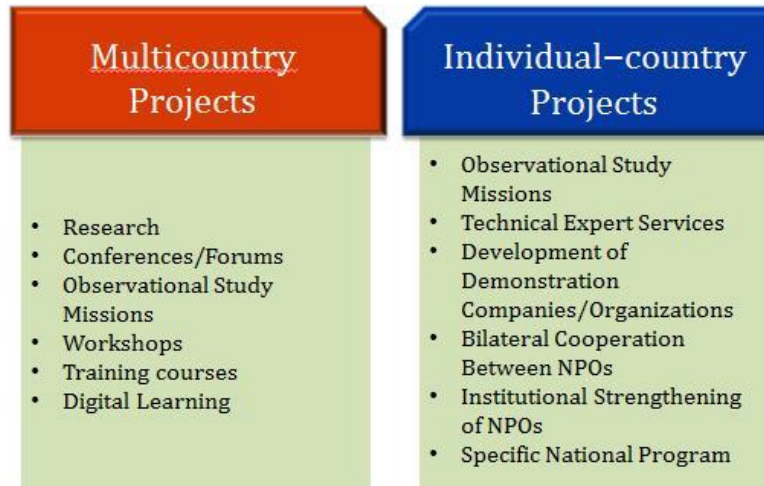 Multicountry
Projects
• Research
• Conferences/Forums
• Observational Study
Missions
• Workshops
• Training courses
• Digital Learning
Individual–country
Projects
• Observational Study
Missions
• Technical Expert Services
• Development of
Demonstration
Companies/Organizations
• Bilateral Cooperation
Between NPOs
• Institutional Strengthening
of NPOs
• Specific National Program